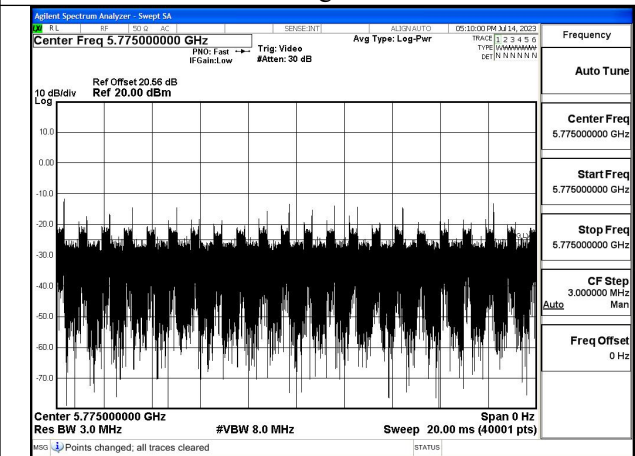 Agilent Spectrum Analyzer - Swept SA
RL RF 50 Ω AC SENSE:INT ALIGNAUTO 05:10:00 PM Jul 14, 2023
Center Freq 5.775000000 GHz
PNO: Fast
IFGain:Low
Trig: Video
#Atten: 30 dB
Avg Type: Log-Pwr
TRACE 1 2 3 4 5 6
TYPE
DET N N N N N N
Ref Offset 20.56 dB
10 dB/div Ref 20.00 dBm
Log
10.0
0.00
-10.0
-20.0
-30.0
-40.0
-50.0
-60.0
-70.0
Center 5.775000000 GHz Span 0 Hz
Res BW 3.0 MHz #VBW 8.0 MHz Sweep 20.00 ms (40001 pts)
MSG Points changed; all traces cleared STATUS
Frequency
Auto Tune
Center Freq
5.775000000 GHz
Start Freq
5.775000000 GHz
Stop Freq
5.775000000 GHz
CF Step
3.000000 MHz
Auto Man
Freq Offset
0 Hz